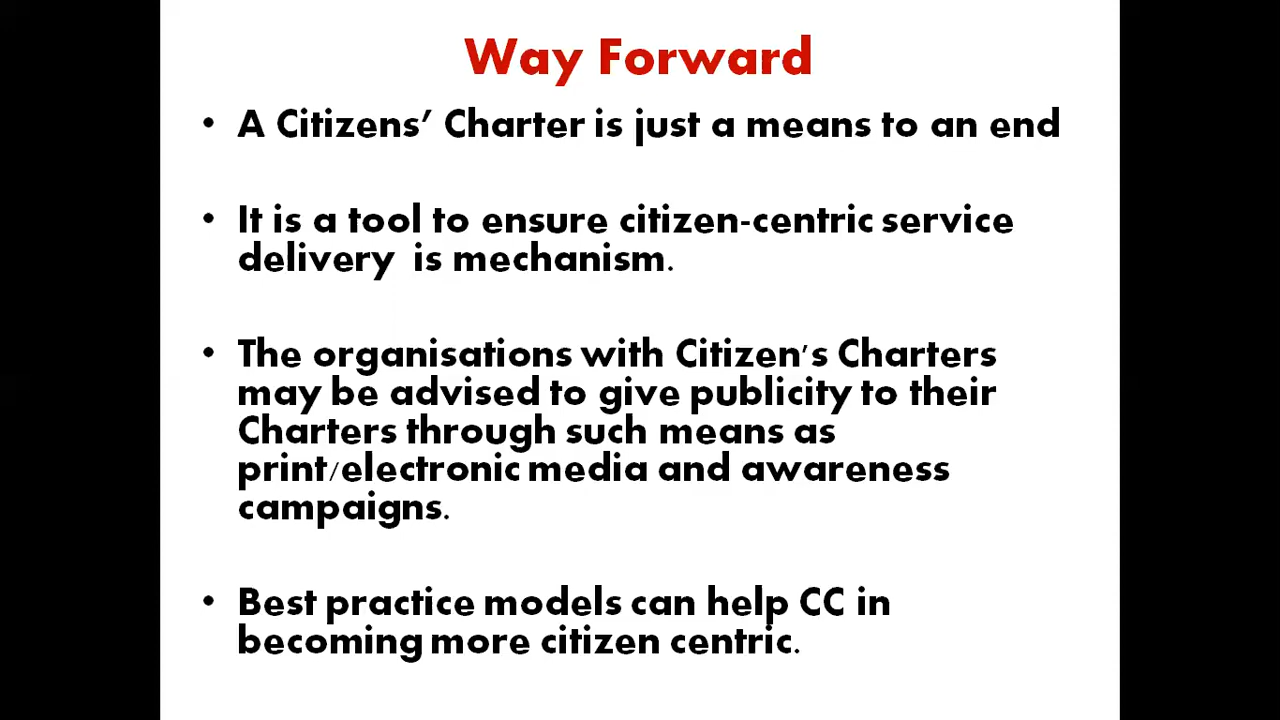 Way Forward
• A Citizens’ Charter is just a means to an end
• It is a tool to ensure citizen-centric service
delivery  is mechanism.
• The organisations with Citizen's Charters
may be advised to give publicity to their
Charters through such means as
print/electronic media and awareness
campaigns.
• Best practice models can help CC in
becoming more citizen centric.